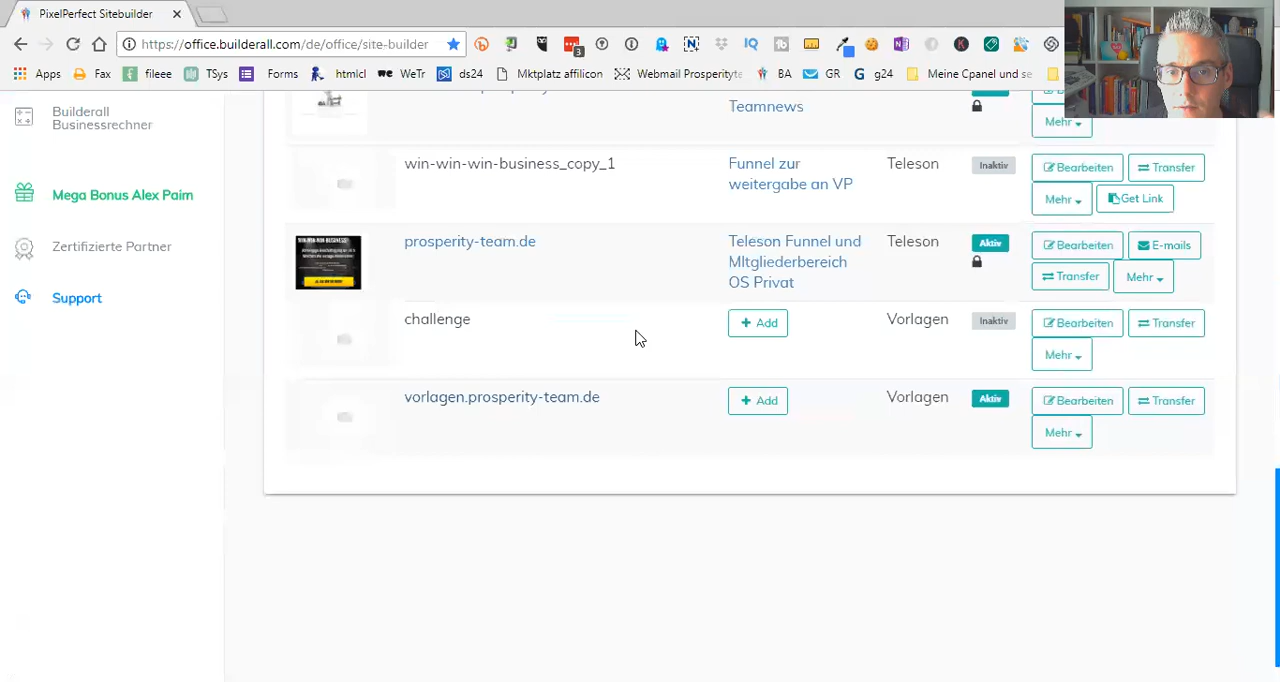 PixelPerfect Sitebuilder
https://office.builderall.com/de/office/site-builder
3
IQ
N
K
Apps
Fax
fileee
TSys
Forms
htmlcl
WeTr
ds24
Mktplatz affilicon
Webmail Prosperityte
BA
GR
g24
Meine Cpanel und se
Builderall
Businessrechner
Mega Bonus Alex Paim
Zertifizierte Partner
Support
Teamnews
Mehr
win-win-win-business_copy_1
Funnel zur
weitergabe an VP
Teleson
Inaktiv
Bearbeiten
Transfer
Mehr
Get Link
prosperity-team.de
Teleson Funnel und
MItgliederbereich
OS Privat
Teleson
Aktiv
Bearbeiten
E-mails
Transfer
Mehr
challenge
+ Add
Vorlagen
Inaktiv
Bearbeiten
Transfer
Mehr
vorlagen.prosperity-team.de
+ Add
Vorlagen
Aktiv
Bearbeiten
Transfer
Mehr